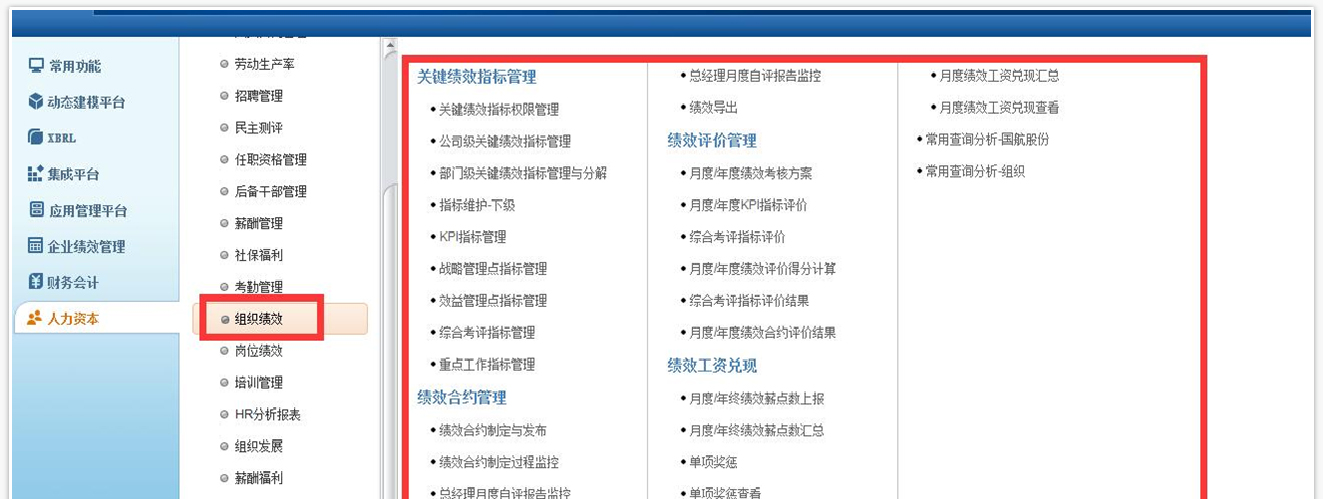 常用功能
动态建模平台
XBRL
集成平台
应用管理平台
企业绩效管理
财务会计
人力资本
劳动生产率
招聘管理
民主测评
任职资格管理
后备干部管理
薪酬管理
社保福利
考勤管理
组织绩效
岗位绩效
培训管理
HR分析报表
组织发展
薪酬福利
关键绩效指标管理
关键绩效指标权限管理
公司级关键绩效指标管理
部门级关键绩效指标管理与分解
指标维护-下级
KPI指标管理
战略管理点指标管理
效益管理点指标管理
综合考评指标管理
重点工作指标管理
绩效合约管理
绩效合约制定与发布
绩效合约制定过程监控
总经理月度自评报告监控
总经理月度自评报告监控
绩效导出
绩效评价管理
月度/年度绩效考核方案
月度/年度KPI指标评价
综合考评指标评价
月度/年度绩效评价得分计算
综合考评指标评价结果
月度/年度绩效合约评价结果
绩效工资兑现
月度/年终绩效薪点数上报
月度/年终绩效薪点数汇总
单项奖惩
单项奖惩查看
月度绩效工资兑现汇总
月度绩效工资兑现查看
常用查询分析-国航股份
常用查询分析-组织